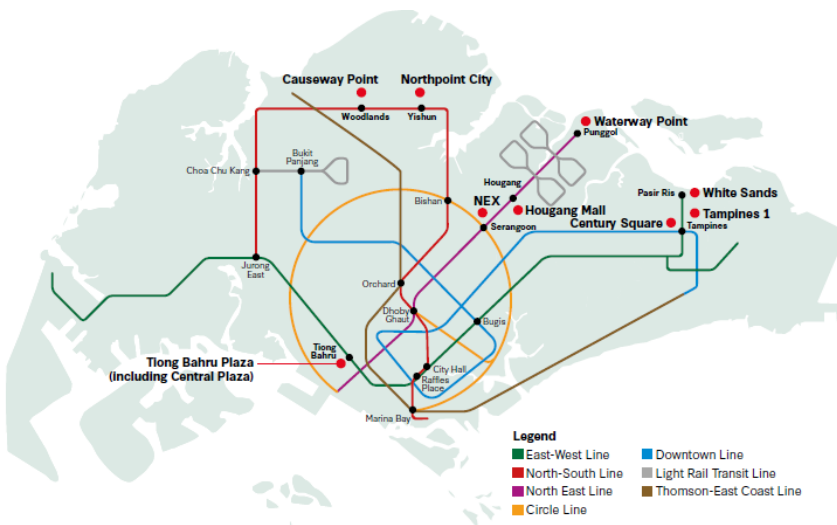 Causeway Point
Northpoint City
Woodlands
Yishun
Waterway Point
Punggol
Bukit
Panjang
Choa Chu Kang
Hougang
Pasir Ris
White Sands
Bishan
NEX
Hougang Mall
Tampines 1
Century Square
Serangoon
Tampines
Jurong
East
Orchard
Dhoby
Ghaut
Bugis
Tiong
Bahru
Tiong Bahru Plaza
(including Central Plaza)
City Hall
Raffles
Place
Marina Bay
Legend
East-West Line
Downtown Line
North-South Line
Light Rail Transit Line
North East Line
Thomson-East Coast Line
Circle Line